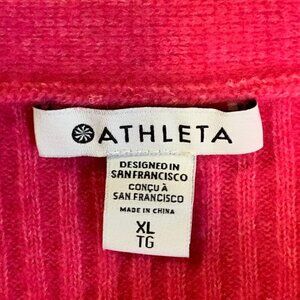 ATHLETA
DESIGNED IN
SAN FRANCISCO
CONÇU À
SAN FRANCISCO
MADE IN CHINA
XL
TG